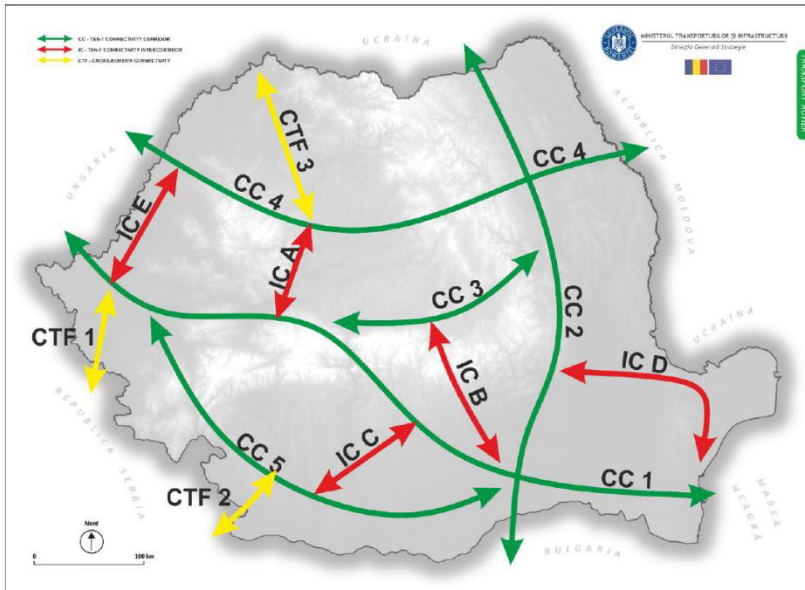 CC - TEN-T CONNECTIVITY CORRIDOR
IC - TEN-T CONNECTIVITY INTERCORRIDOR
CTF - CROSS-BORDER CONNECTIVITY
UCRAINA
MINISTERUL TRANSPORTURILOR ȘI INFRASTRUCTURII
Direcția Generală Strategie
REPUBLICA MOLDOVA
UNGARIA
CTF 3
CC 4
CC 4
IC E
IC A
CC 3
CC 2
CTF 1
UCRAINA
IC D
IC B
REPUBLICA SERBIA
CC 5
IC C
CC 1
CTF 2
MAREA
NEAGRĂ
BULGARIA
Nord
0 100 km